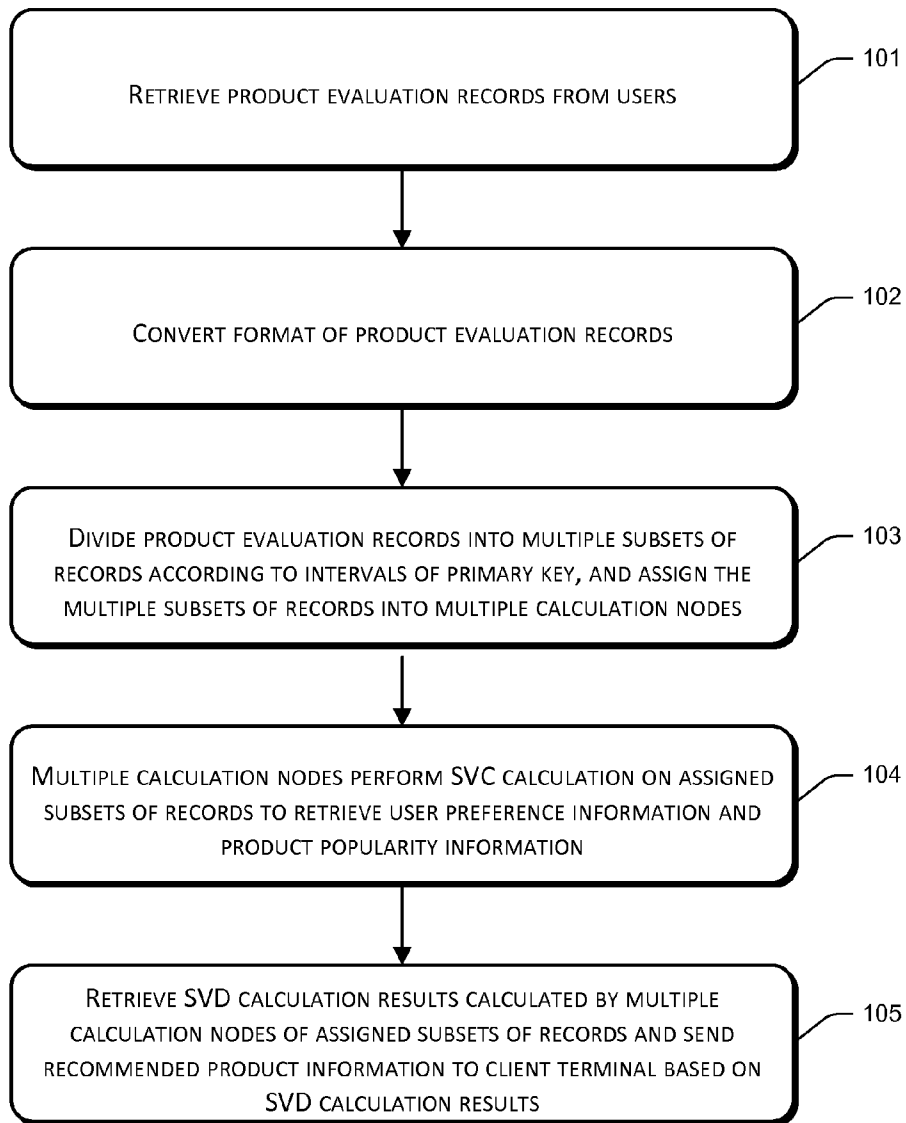 RETRIEVE PRODUCT EVALUATION RECORDS FROM USERS
101
CONVERT FORMAT OF PRODUCT EVALUATION RECORDS
102
DIVIDE PRODUCT EVALUATION RECORDS INTO MULTIPLE SUBSETS OF
RECORDS ACCORDING TO INTERVALS OF PRIMARY KEY, AND ASSIGN THE
MULTIPLE SUBSETS OF RECORDS INTO MULTIPLE CALCULATION NODES
103
MULTIPLE CALCULATION NODES PERFORM SVC CALCULATION ON ASSIGNED
SUBSETS OF RECORDS TO RETRIEVE USER PREFERENCE INFORMATION AND
PRODUCT POPULARITY INFORMATION
104
RETRIEVE SVD CALCULATION RESULTS CALCULATED BY MULTIPLE
CALCULATION NODES OF ASSIGNED SUBSETS OF RECORDS AND SEND
RECOMMENDED PRODUCT INFORMATION TO CLIENT TERMINAL BASED ON
SVD CALCULATION RESULTS
105